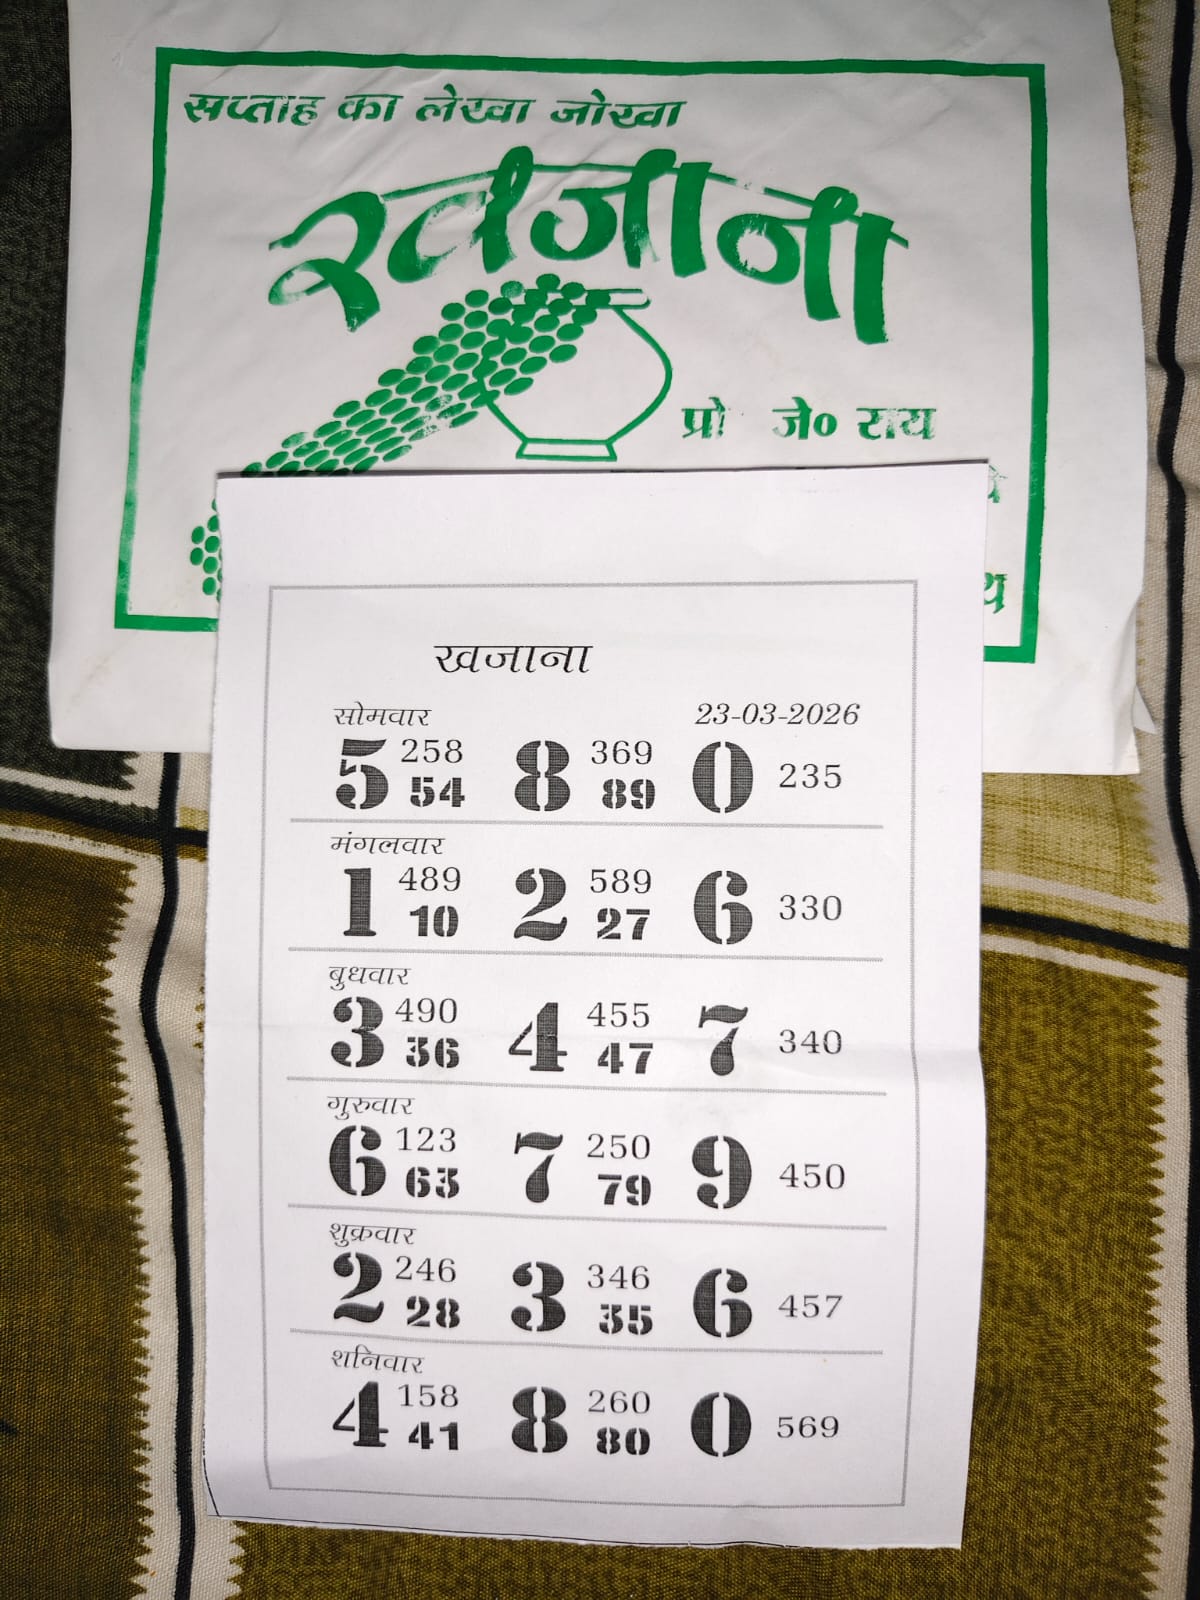 सप्ताह का लेखा जोखा
खजाना
प्रो जे० राय
खजाना
सोमवार 23-03-2026
5 258 54 8 369 89 0 235
मंगलवार
1 489 10 2 589 27 6 330
बुधवार
3 490 36 4 455 47 7 340
गुरुवार
6 123 63 7 250 79 9 450
शुक्रवार
2 246 28 3 346 35 6 457
शनिवार
4 158 41 8 260 80 0 569